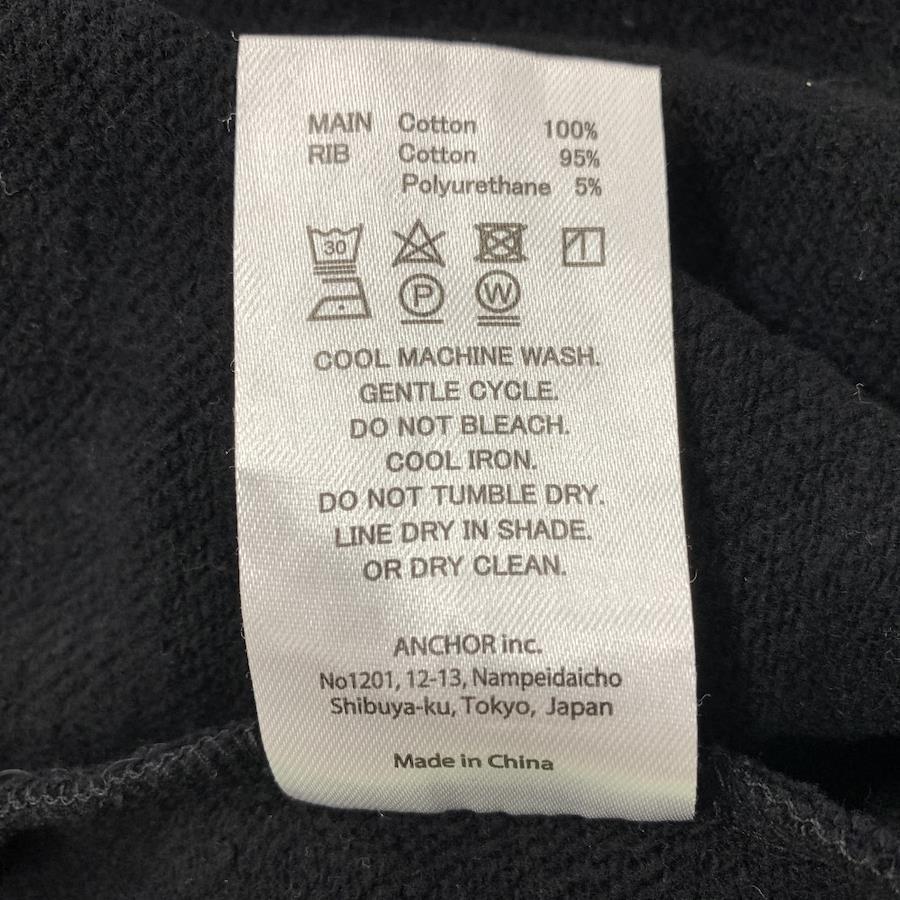 MAIN Cotton 100%
RIB Cotton 95%
Polyurethane 5%
30
P W
COOL MACHINE WASH.
GENTLE CYCLE.
DO NOT BLEACH.
COOL IRON.
DO NOT TUMBLE DRY.
LINE DRY IN SHADE.
OR DRY CLEAN.
ANCHOR inc.
No1201, 12-13, Nampeidaicho
Shibuya-ku, Tokyo, Japan
Made in China